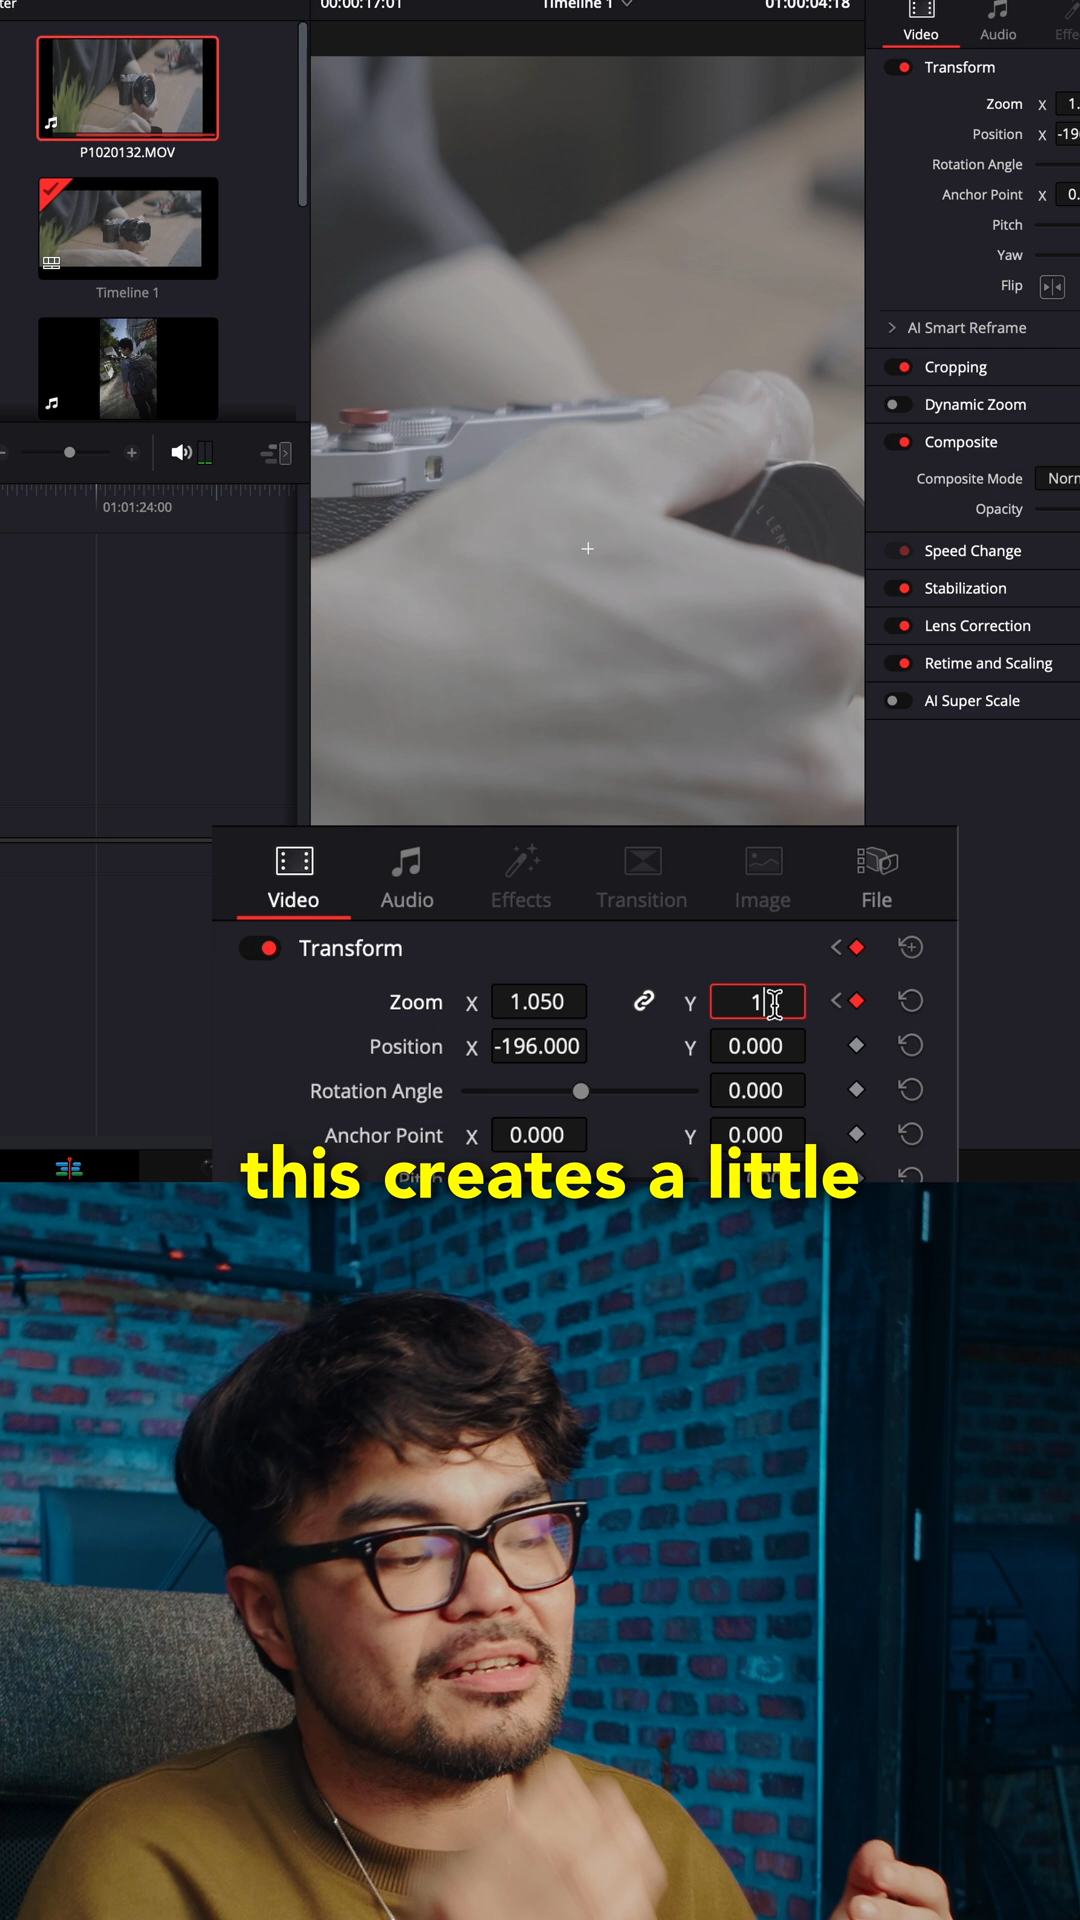 ter
00:00:17:01
Timeline 1
01:00:04:18
P1020132.MOV
Timeline 1
01:01:24:00
Video
Audio
Effe
Transform
Zoom X 1.
Position X -19
Rotation Angle
Anchor Point X 0.
Pitch
Yaw
Flip
AI Smart Reframe
Cropping
Dynamic Zoom
Composite
Composite Mode Norm
Opacity
Speed Change
Stabilization
Lens Correction
Retime and Scaling
AI Super Scale
L LENS
Video
Audio
Effects
Transition
Image
File
Transform
Zoom X 1.050 Y 1
Position X -196.000 Y 0.000
Rotation Angle 0.000
Anchor Point X 0.000 Y 0.000
this creates a little